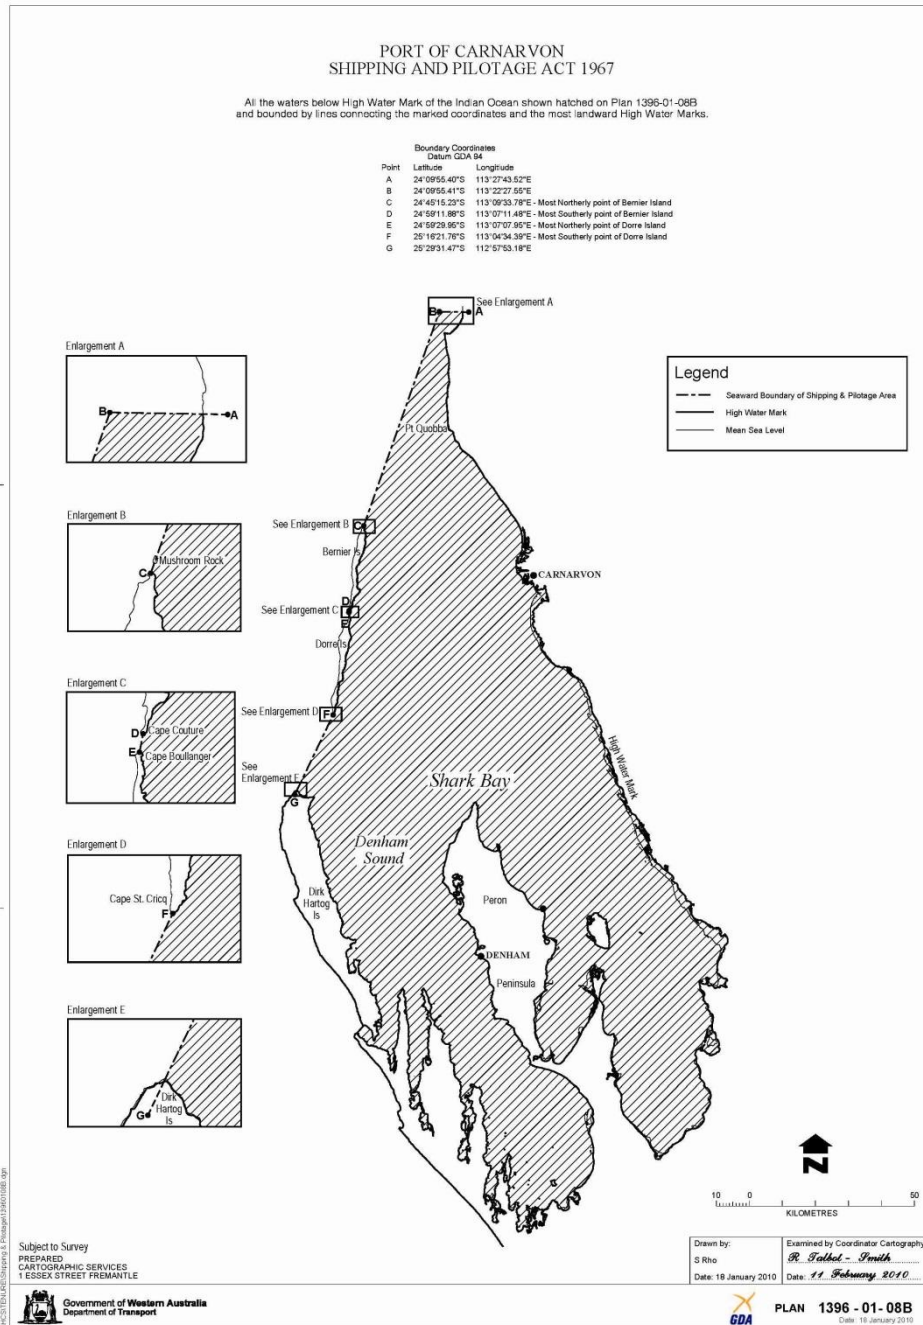 PORT OF CARNARVON
SHIPPING AND PILOTAGE ACT 1967
All the waters below High Water Mark of the Indian Ocean shown hatched on Plan 1396-01-08B
and bounded by lines connecting the marked coordinates and the most landward High Water Marks.
Boundary Coordinates
Datum GDA 94
Point Latitude Longitude
A 24°09'55.40"S 113°27'43.52"E
B 24°09'55.41"S 113°22'27.55"E
C 24°45'15.23"S 113°09'33.78"E - Most Northerly point of Bernier Island
D 24°59'11.88"S 113°07'11.48"E - Most Southerly point of Bernier Island
E 24°59'29.95"S 113°07'07.95"E - Most Northerly point of Dorre Island
F 25°16'21.76"S 113°04'34.39"E - Most Southerly point of Dorre Island
G 25°29'31.47"S 112°57'53.18"E
See Enlargement A
B A
Enlargement A
B A
Legend
Seaward Boundary of Shipping & Pilotage Area
High Water Mark
Mean Sea Level
Pt Quobba
Enlargement B
Mushroom Rock
C
See Enlargement B
C
Bernier Is
CARNARVON
See Enlargement C
D
E
Dorre Is
Enlargement C
D Cape Couture
E Cape Boullanger
See Enlargement D
F
High Water Mark
See
Enlargement E
G
Shark Bay
Denham
Sound
Enlargement D
Cape St. Cricq
F
Dirk
Hartog
Is
Peron
DENHAM
Peninsula
Enlargement E
Dirk
Hartog
Is
G
N
10 0 50
KILOMETRES
Subject to Survey
PREPARED
CARTOGRAPHIC SERVICES
1 ESSEX STREET FREMANTLE
Drawn by:
S Rho
Date: 18 January 2010
Examined by Coordinator Cartography
R. Talbot - Smith
Date: 11 February 2010
Government of Western Australia
Department of Transport
GDA
PLAN 1396 - 01- 08B
Date: 18 January 2010